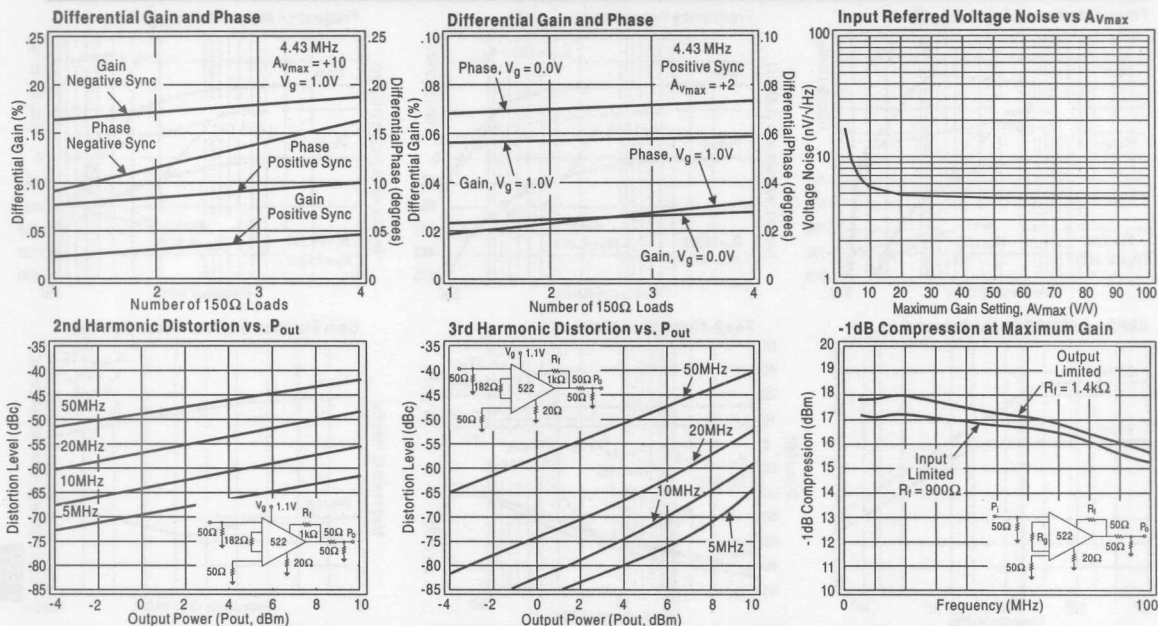 Differential Gain and Phase
.25
.20
.15
.10
.05
0
Differential Gain (%)
Gain
Negative Sync
Phase
Negative Sync
4.43 MHz
AVmax = +10
Vg = 1.0V
Phase
Positive Sync
Gain
Positive Sync
.25
.20
.15
.10
.05
0
Differential Phase (degrees)
1 2 3 4
Number of 150Ω Loads
Differential Gain and Phase
.10
.08
.06
.04
.02
0
Differential Gain (%)
Phase, Vg = 0.0V
4.43 MHz
Positive Sync
AVmax = +2
Phase, Vg = 1.0V
Gain, Vg = 1.0V
Gain, Vg = 0.0V
.10
.08
.06
.04
.02
0
Differential Phase (degrees)
1 2 3 4
Number of 150Ω Loads
Input Referred Voltage Noise vs AVmax
100
10
1
Voltage Noise (nV/√Hz)
0 10 20 30 40 50 60 70 80 90 100
Maximum Gain Setting, AVmax (V/V)
2nd Harmonic Distortion vs. Pout
-35
-40
-45
-50
-55
-60
-65
-70
-75
-80
-85
Distortion Level (dBc)
50MHz
20MHz
10MHz
5MHz
Vg 1.1V
Rf
1kΩ
50Ω
182Ω
522
50Ω Po
50Ω
50Ω
20Ω
-4 -2 0 2 4 6 8 10
Output Power (Pout, dBm)
3rd Harmonic Distortion vs. Pout
-35
-40
-45
-50
-55
-60
-65
-70
-75
-80
-85
Distortion Level (dBc)
Vg 1.1V
Rf
1kΩ
50Ω
182Ω
522
50Ω Po
50Ω
50Ω
20Ω
50MHz
20MHz
10MHz
5MHz
-4 -2 0 2 4 6 8 10
Output Power (Pout, dBm)
-1dB Compression at Maximum Gain
20
19
18
17
16
15
14
13
12
11
10
-1dB Compression (dBm)
Output
Limited
Rf = 1.4kΩ
Input
Limited
Rf = 900Ω
Pi
50Ω
Rg
522
Rf
50Ω
50Ω Po
50Ω
20Ω
0 100
Frequency (MHz)